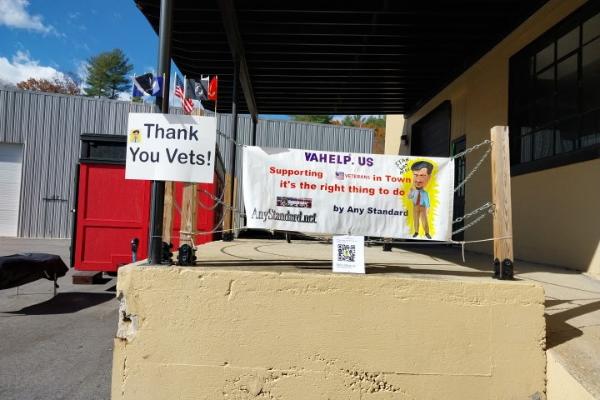 Thank
You Vets!
VAHELP. US
Supporting VETERANS in Town
it's the right thing to do
by Any Standard
AnyStandard.net